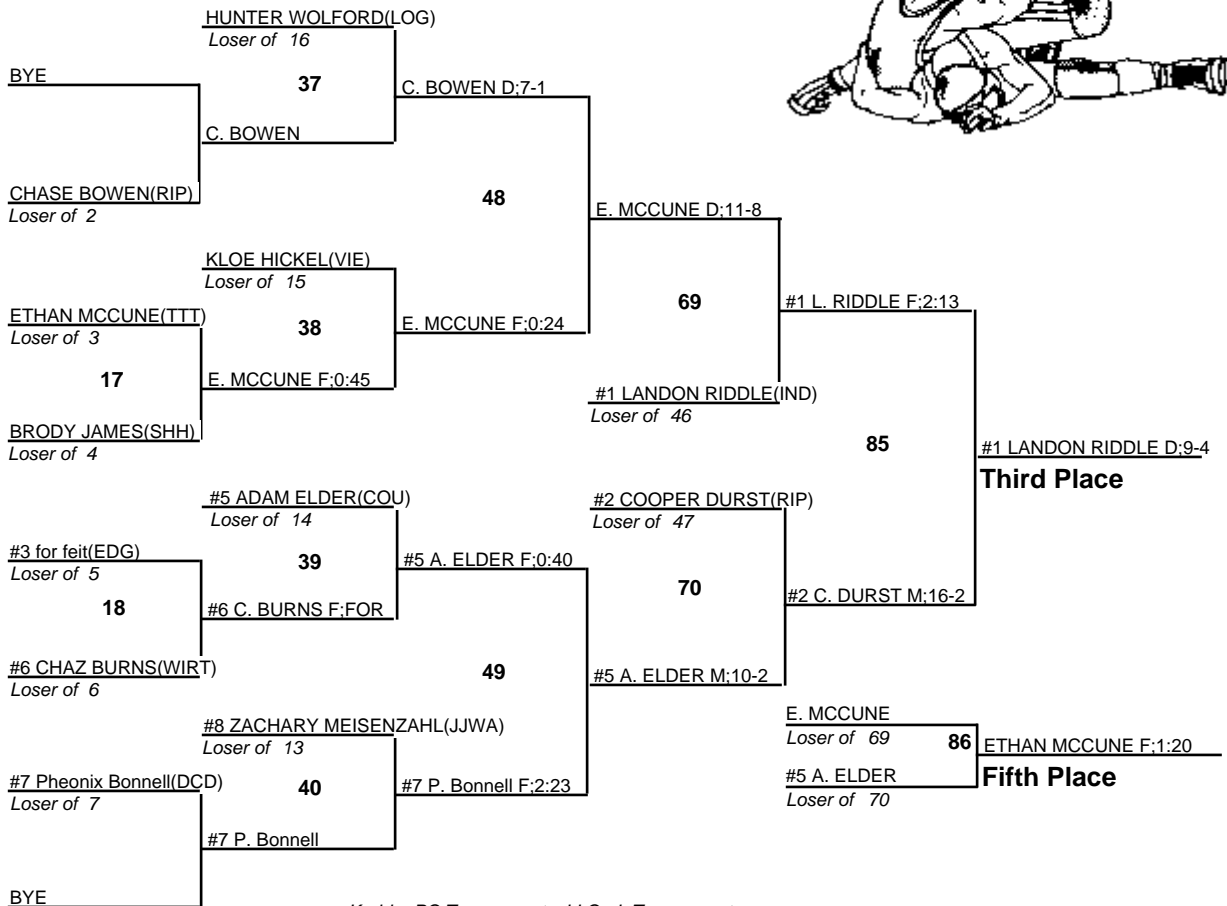 HUNTER WOLFORD(LOG)
Loser of 16
BYE
37
C. BOWEN D;7-1
C. BOWEN
CHASE BOWEN(RIP)
Loser of 2
48
E. MCCUNE D;11-8
KLOE HICKEL(VIE)
Loser of 15
ETHAN MCCUNE(TTT)
Loser of 3
38
E. MCCUNE F;0:24
69
#1 L. RIDDLE F;2:13
17
E. MCCUNE F;0:45
#1 LANDON RIDDLE(IND)
Loser of 46
BRODY JAMES(SHH)
Loser of 4
85
#1 LANDON RIDDLE D;9-4
Third Place
#5 ADAM ELDER(COU)
Loser of 14
#2 COOPER DURST(RIP)
Loser of 47
#3 for feit(EDG)
Loser of 5
39
#5 A. ELDER F;0:40
70
#2 C. DURST M;16-2
18
#6 C. BURNS F;FOR
#6 CHAZ BURNS(WIRT)
Loser of 6
49
#5 A. ELDER M;10-2
#8 ZACHARY MEISENZAHL(JJWA)
Loser of 13
E. MCCUNE
Loser of 69
86
ETHAN MCCUNE F;1:20
Fifth Place
#5 A. ELDER
Loser of 70
#7 Pheonix Bonnell(DCD)
Loser of 7
40
#7 P. Bonnell F;2:23
#7 P. Bonnell
BYE